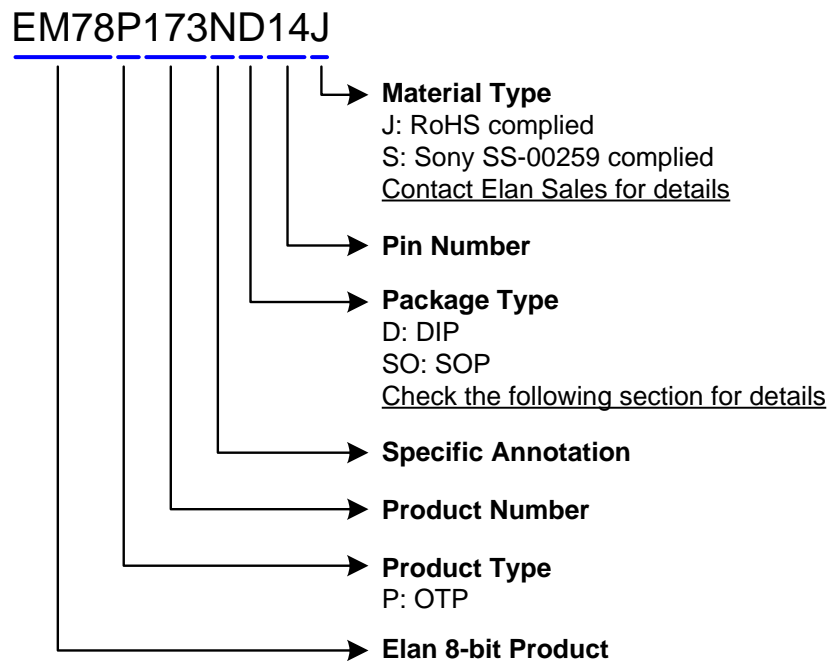 EM78P173ND14J
Material Type
J: RoHS complied
S: Sony SS-00259 complied
Contact Elan Sales for details
Pin Number
Package Type
D: DIP
SO: SOP
Check the following section for details
Specific Annotation
Product Number
Product Type
P: OTP
Elan 8-bit Product